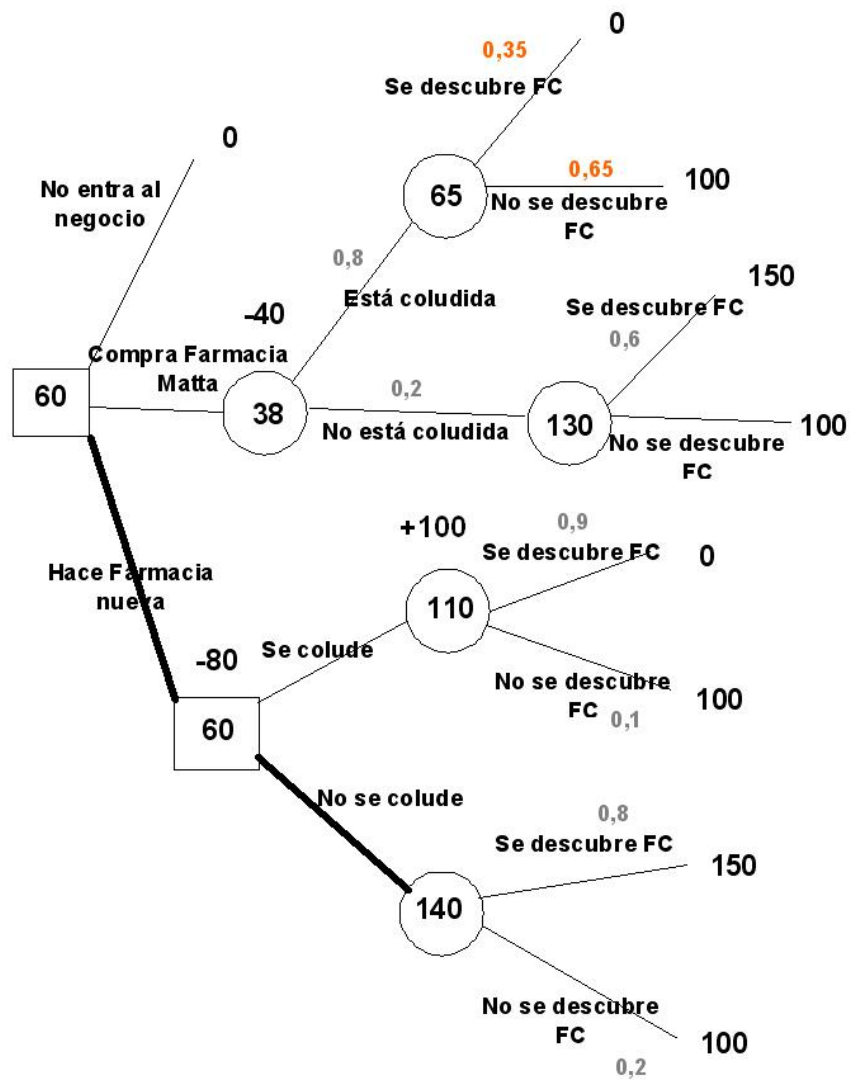 0
0,35
Se descubre FC
0
No entra al
negocio
65
0,65
100
No se descubre
FC
0,8
Está coludida
150
Se descubre FC
0,6
-40
Compra Farmacia
Matta
60
38
0,2
No está coludida
130
100
No se descubre
FC
+100
0,9
Se descubre FC
0
Hace Farmacia
nueva
110
Se colude
-80
No se descubre
FC 0,1
100
60
No se colude
0,8
Se descubre FC
150
140
No se descubre
FC
100
0,2